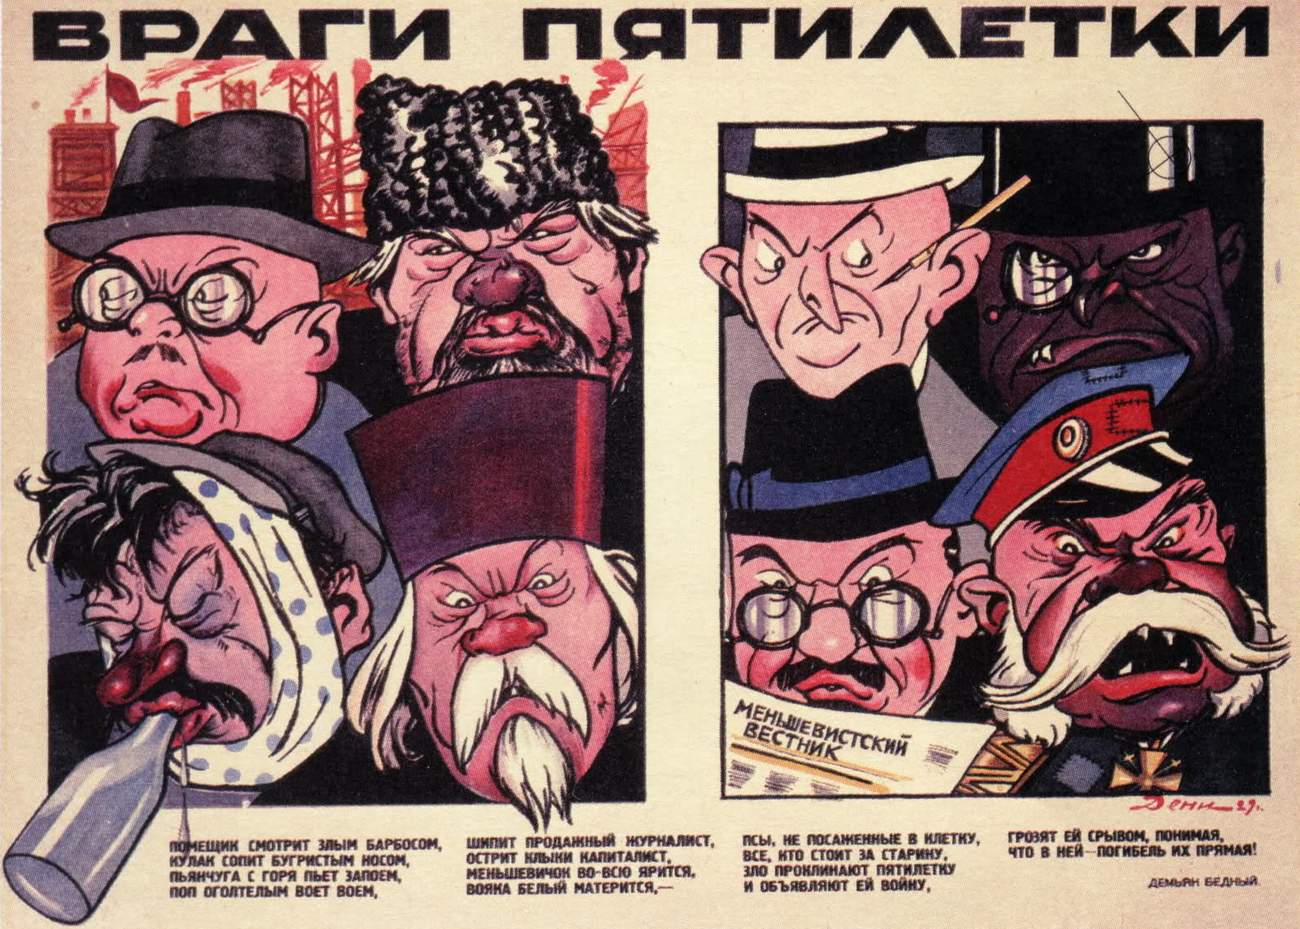 ВРАГИ ПЯТИЛЕТКИ
МЕНЬШЕВИСТСКИЙ
ВЕСТНИК
Дени 29г.
ПОМЕЩИК СМОТРИТ ЗЛЫМ БАРБОСОМ,
КУЛАК СОПИТ БУГРИСТЫМ НОСОМ,
ПЬЯНЧУГА С ГОРЯ ПЬЕТ ЗАПОЕМ,
ПОП ОГОЛТЕЛЫМ ВОЕТ ВОЕМ,
ШИПИТ ПРОДАЖНЫЙ ЖУРНАЛИСТ,
ОСТРИТ КЛЫКИ КАПИТАЛИСТ,
МЕНЬШЕВИЧОК ВО-ВСЮ ЯРИТСЯ,
ВОЯКА БЕЛЫЙ МАТЕРИТСЯ,—
ПСЫ, НЕ ПОСАЖЕННЫЕ В КЛЕТКУ,
ВСЕ, КТО СТОИТ ЗА СТАРИНУ,
ЗЛО ПРОКЛИНАЮТ ПЯТИЛЕТКУ
И ОБЪЯВЛЯЮТ ЕЙ ВОЙНУ,
ГРОЗЯТ ЕЙ СРЫВОМ, ПОНИМАЯ,
ЧТО В НЕЙ—ПОГИБЕЛЬ ИХ ПРЯМАЯ!
ДЕМЬЯН БЕДНЫЙ.